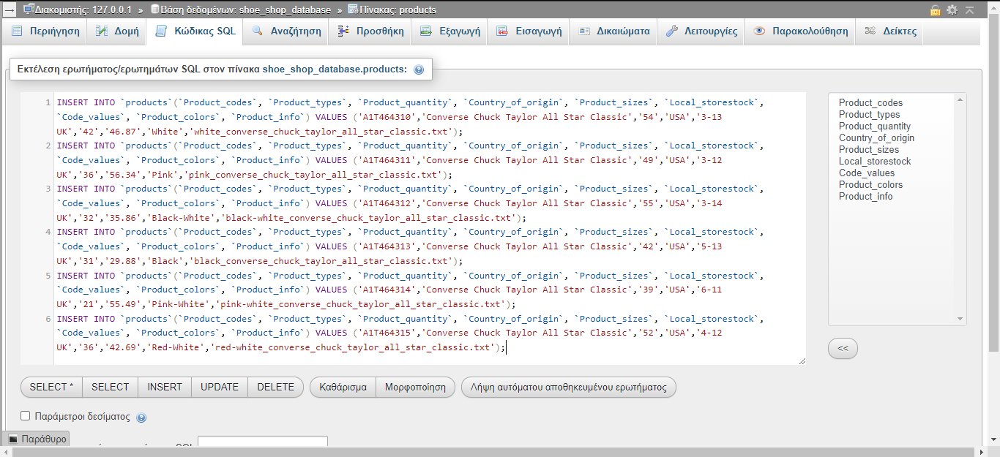 Διακομιστής: 127.0.0.1 » Βάση δεδομένων: shoe_shop_database » Πίνακας: products
Περιήγηση Δομή Κώδικας SQL Αναζήτηση Προσθήκη Εξαγωγή Εισαγωγή Δικαιώματα Λειτουργίες Παρακολούθηση Δείκτες
Εκτέλεση ερωτήματος/ερωτημάτων SQL στον πίνακα shoe_shop_database.products:
1 INSERT INTO `products`(`Product_codes`, `Product_types`, `Product_quantity`, `Country_of_origin`, `Product_sizes`, `Local_storestock`,
`Code_values`, `Product_colors`, `Product_info`) VALUES ('A1T464310','Converse Chuck Taylor All Star Classic','54','USA','3-13
UK','42','46.87','White','white_converse_chuck_taylor_all_star_classic.txt');
2 INSERT INTO `products`(`Product_codes`, `Product_types`, `Product_quantity`, `Country_of_origin`, `Product_sizes`, `Local_storestock`,
`Code_values`, `Product_colors`, `Product_info`) VALUES ('A1T464311','Converse Chuck Taylor All Star Classic','49','USA','3-12
UK','36','56.34','Pink','pink_converse_chuck_taylor_all_star_classic.txt');
3 INSERT INTO `products`(`Product_codes`, `Product_types`, `Product_quantity`, `Country_of_origin`, `Product_sizes`, `Local_storestock`,
`Code_values`, `Product_colors`, `Product_info`) VALUES ('A1T464312','Converse Chuck Taylor All Star Classic','55','USA','3-14
UK','32','35.86','Black-White','black-white_converse_chuck_taylor_all_star_classic.txt');
4 INSERT INTO `products`(`Product_codes`, `Product_types`, `Product_quantity`, `Country_of_origin`, `Product_sizes`, `Local_storestock`,
`Code_values`, `Product_colors`, `Product_info`) VALUES ('A1T464313','Converse Chuck Taylor All Star Classic','42','USA','5-13
UK','31','29.88','Black','black_converse_chuck_taylor_all_star_classic.txt');
5 INSERT INTO `products`(`Product_codes`, `Product_types`, `Product_quantity`, `Country_of_origin`, `Product_sizes`, `Local_storestock`,
`Code_values`, `Product_colors`, `Product_info`) VALUES ('A1T464314','Converse Chuck Taylor All Star Classic','39','USA','6-11
UK','21','55.49','Pink-White','pink-white_converse_chuck_taylor_all_star_classic.txt');
6 INSERT INTO `products`(`Product_codes`, `Product_types`, `Product_quantity`, `Country_of_origin`, `Product_sizes`, `Local_storestock`,
`Code_values`, `Product_colors`, `Product_info`) VALUES ('A1T464315','Converse Chuck Taylor All Star Classic','52','USA','4-12
UK','36','42.69','Red-White','red-white_converse_chuck_taylor_all_star_classic.txt');
Product_codes
Product_types
Product_quantity
Country_of_origin
Product_sizes
Local_storestock
Code_values
Product_colors
Product_info
<<
SELECT * SELECT INSERT UPDATE DELETE Καθάρισμα Μορφοποίηση Λήψη αυτόματου αποθηκευμένου ερωτήματος
Παράμετροι δεσίματος
Παράθυρο